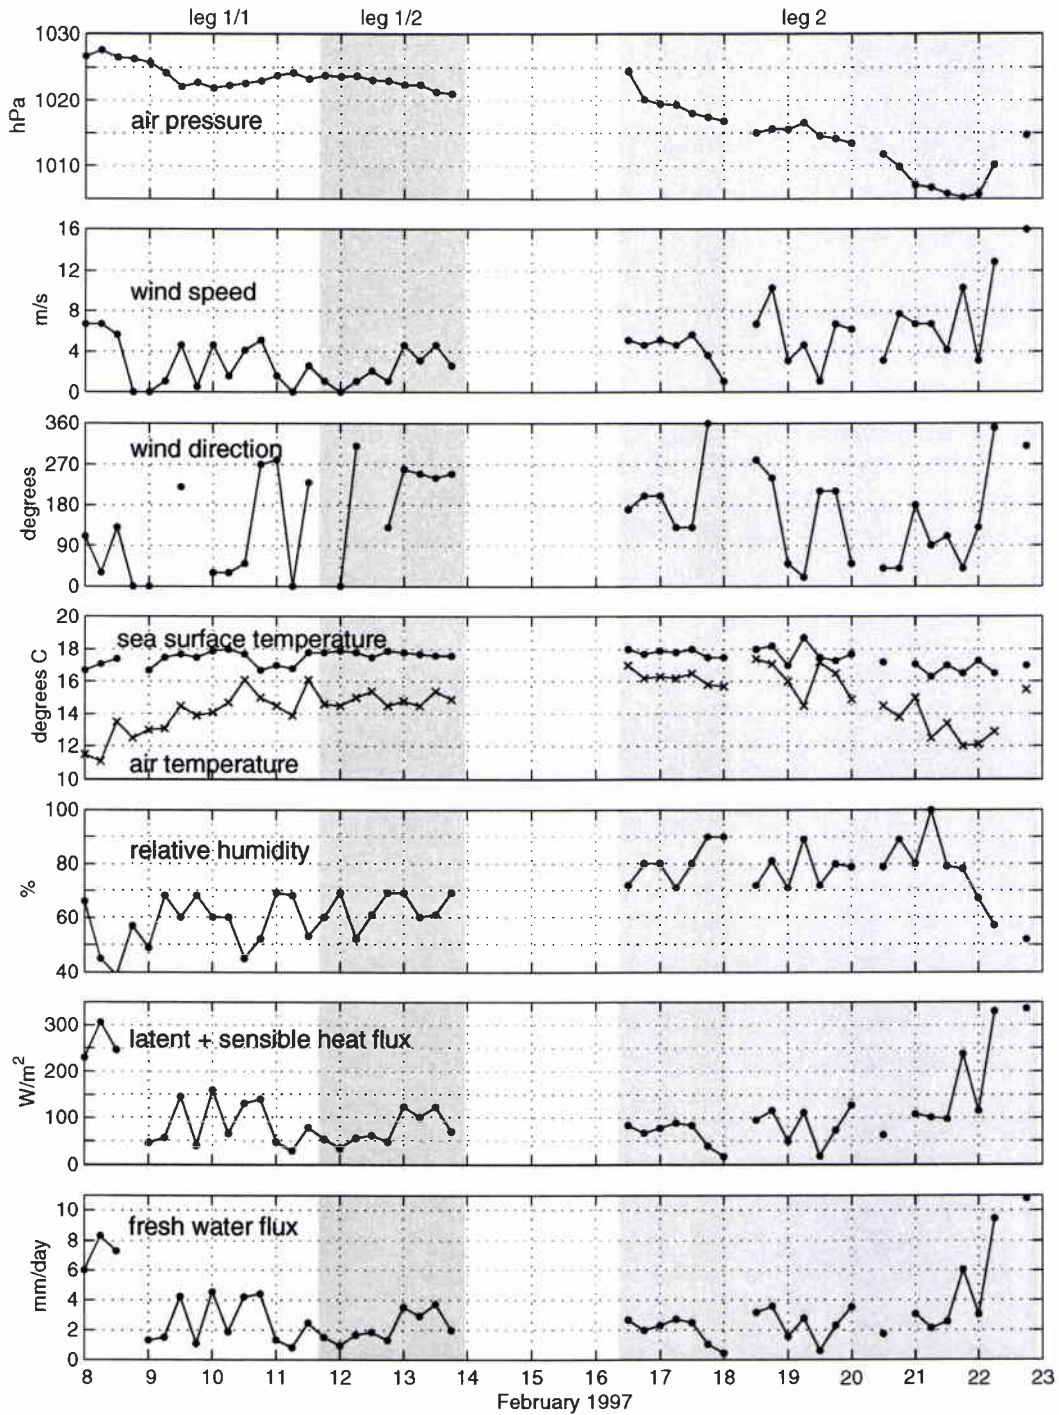 leg 1/1 leg 1/2 leg 2
1030
1020
1010
hPa
air pressure
16
12
8
4
0
m/s
wind speed
360
270
180
90
0
degrees
wind direction
20
18
16
14
12
10
degrees C
sea surface temperature
air temperature
100
80
60
40
%
relative humidity
300
200
100
0
W/m²
latent + sensible heat flux
10
8
6
4
2
0
mm/day
fresh water flux
8 9 10 11 12 13 14 15 16 17 18 19 20 21 22 23
February 1997